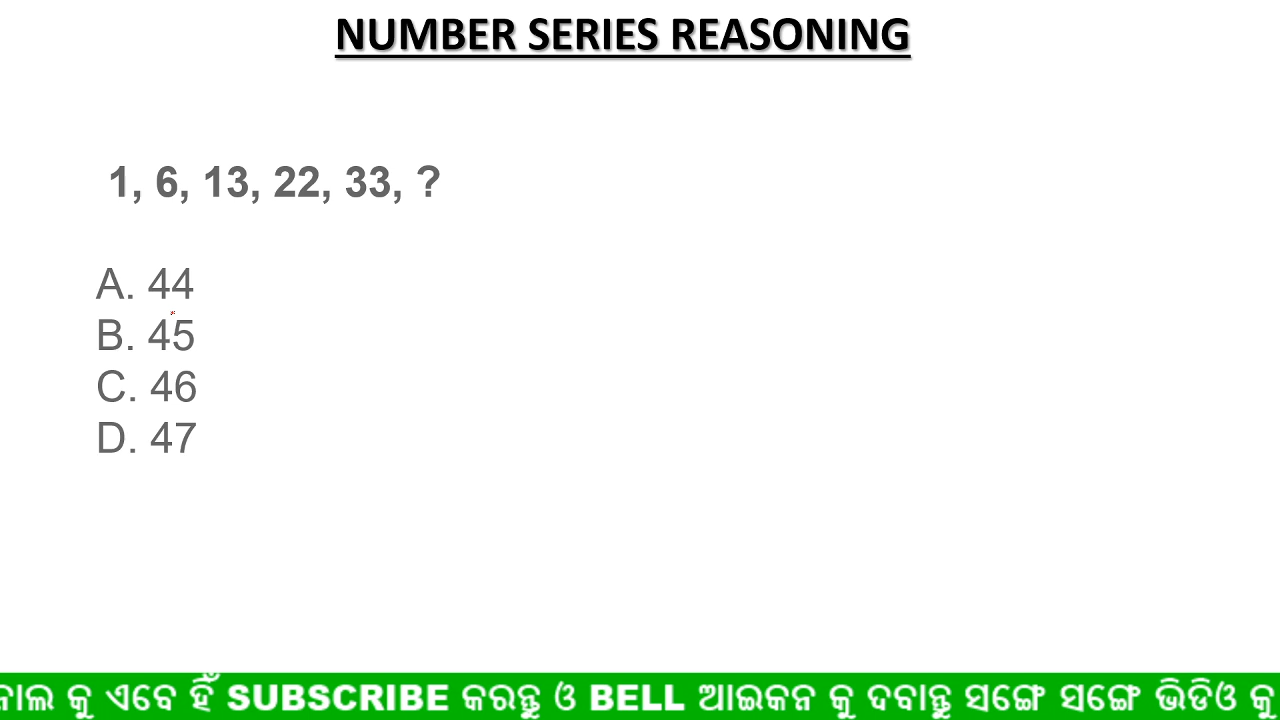 NUMBER SERIES REASONING
1, 6, 13, 22, 33, ?
A. 44
B. 45
C. 46
D. 47
କୁ ଏବେ ହିଁ SUBSCRIBE କରନ୍ତୁ ଓ BELL ଆଇକନ କୁ ଦବାନ୍ତୁ ସଙ୍ଗେ ସଙ୍ଗେ ଭିଡିଓ କୁ